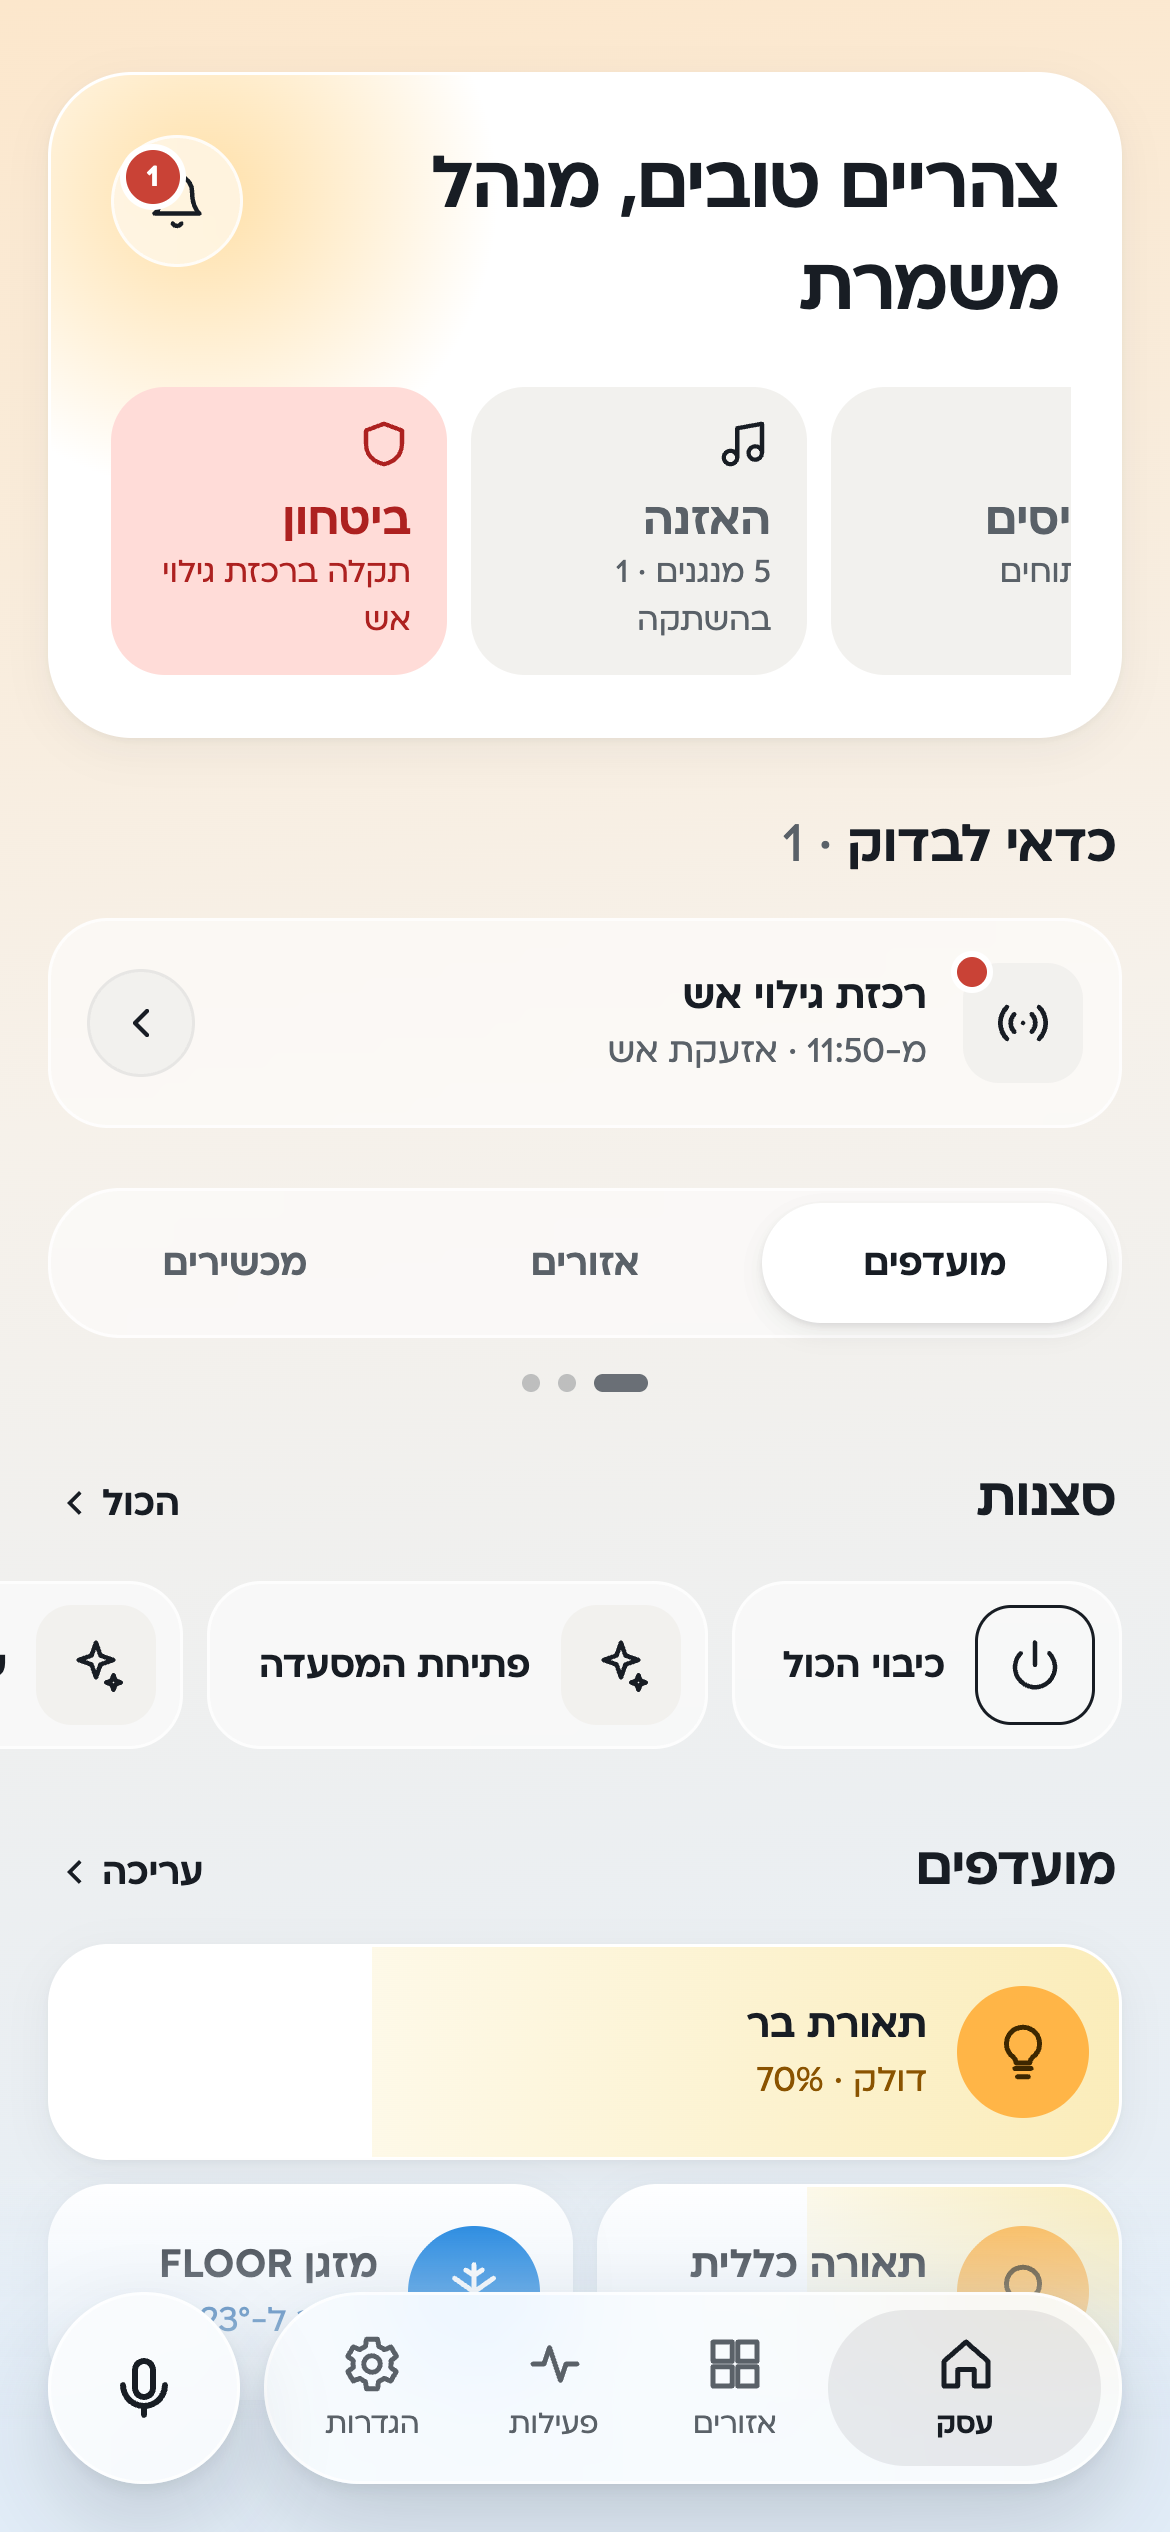 צהריים טובים, מנהל
משמרת
1
ביטחון
תקלה ברכזת גילוי
אש
האזנה
5 מנגנים · 1
בהשתקה
כדאי לבדוק · 1
רכזת גילוי אש
מ-11:50 · אזעקת אש
מועדפים
אזורים
מכשירים
סצנות
הכול
כיבוי הכול
פתיחת המסעדה
מועדפים
עריכה
תאורת בר
דולק · 70%
תאורה כללית
מזגן FLOOR
ל-23°
עסק
אזורים
פעילות
הגדרות